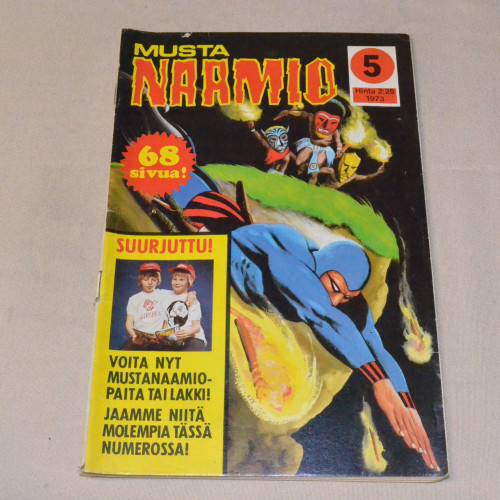 MUSTA
NAAMIO
5
Hinta 2:25
1973
68
sivua!
SUURJUTTU!
VOITA NYT
MUSTANAAMIO-
PAITA TAI LAKKI!
JAAMME NIITÄ
MOLEMPIA TÄSSÄ
NUMEROSSA!